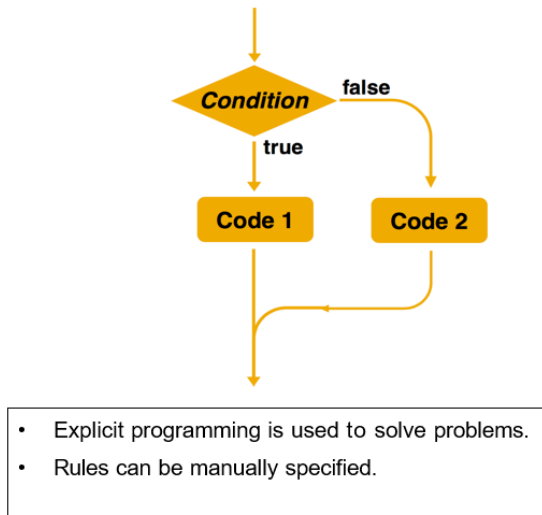 Condition
false
true
Code 1
Code 2
• Explicit programming is used to solve problems.
• Rules can be manually specified.